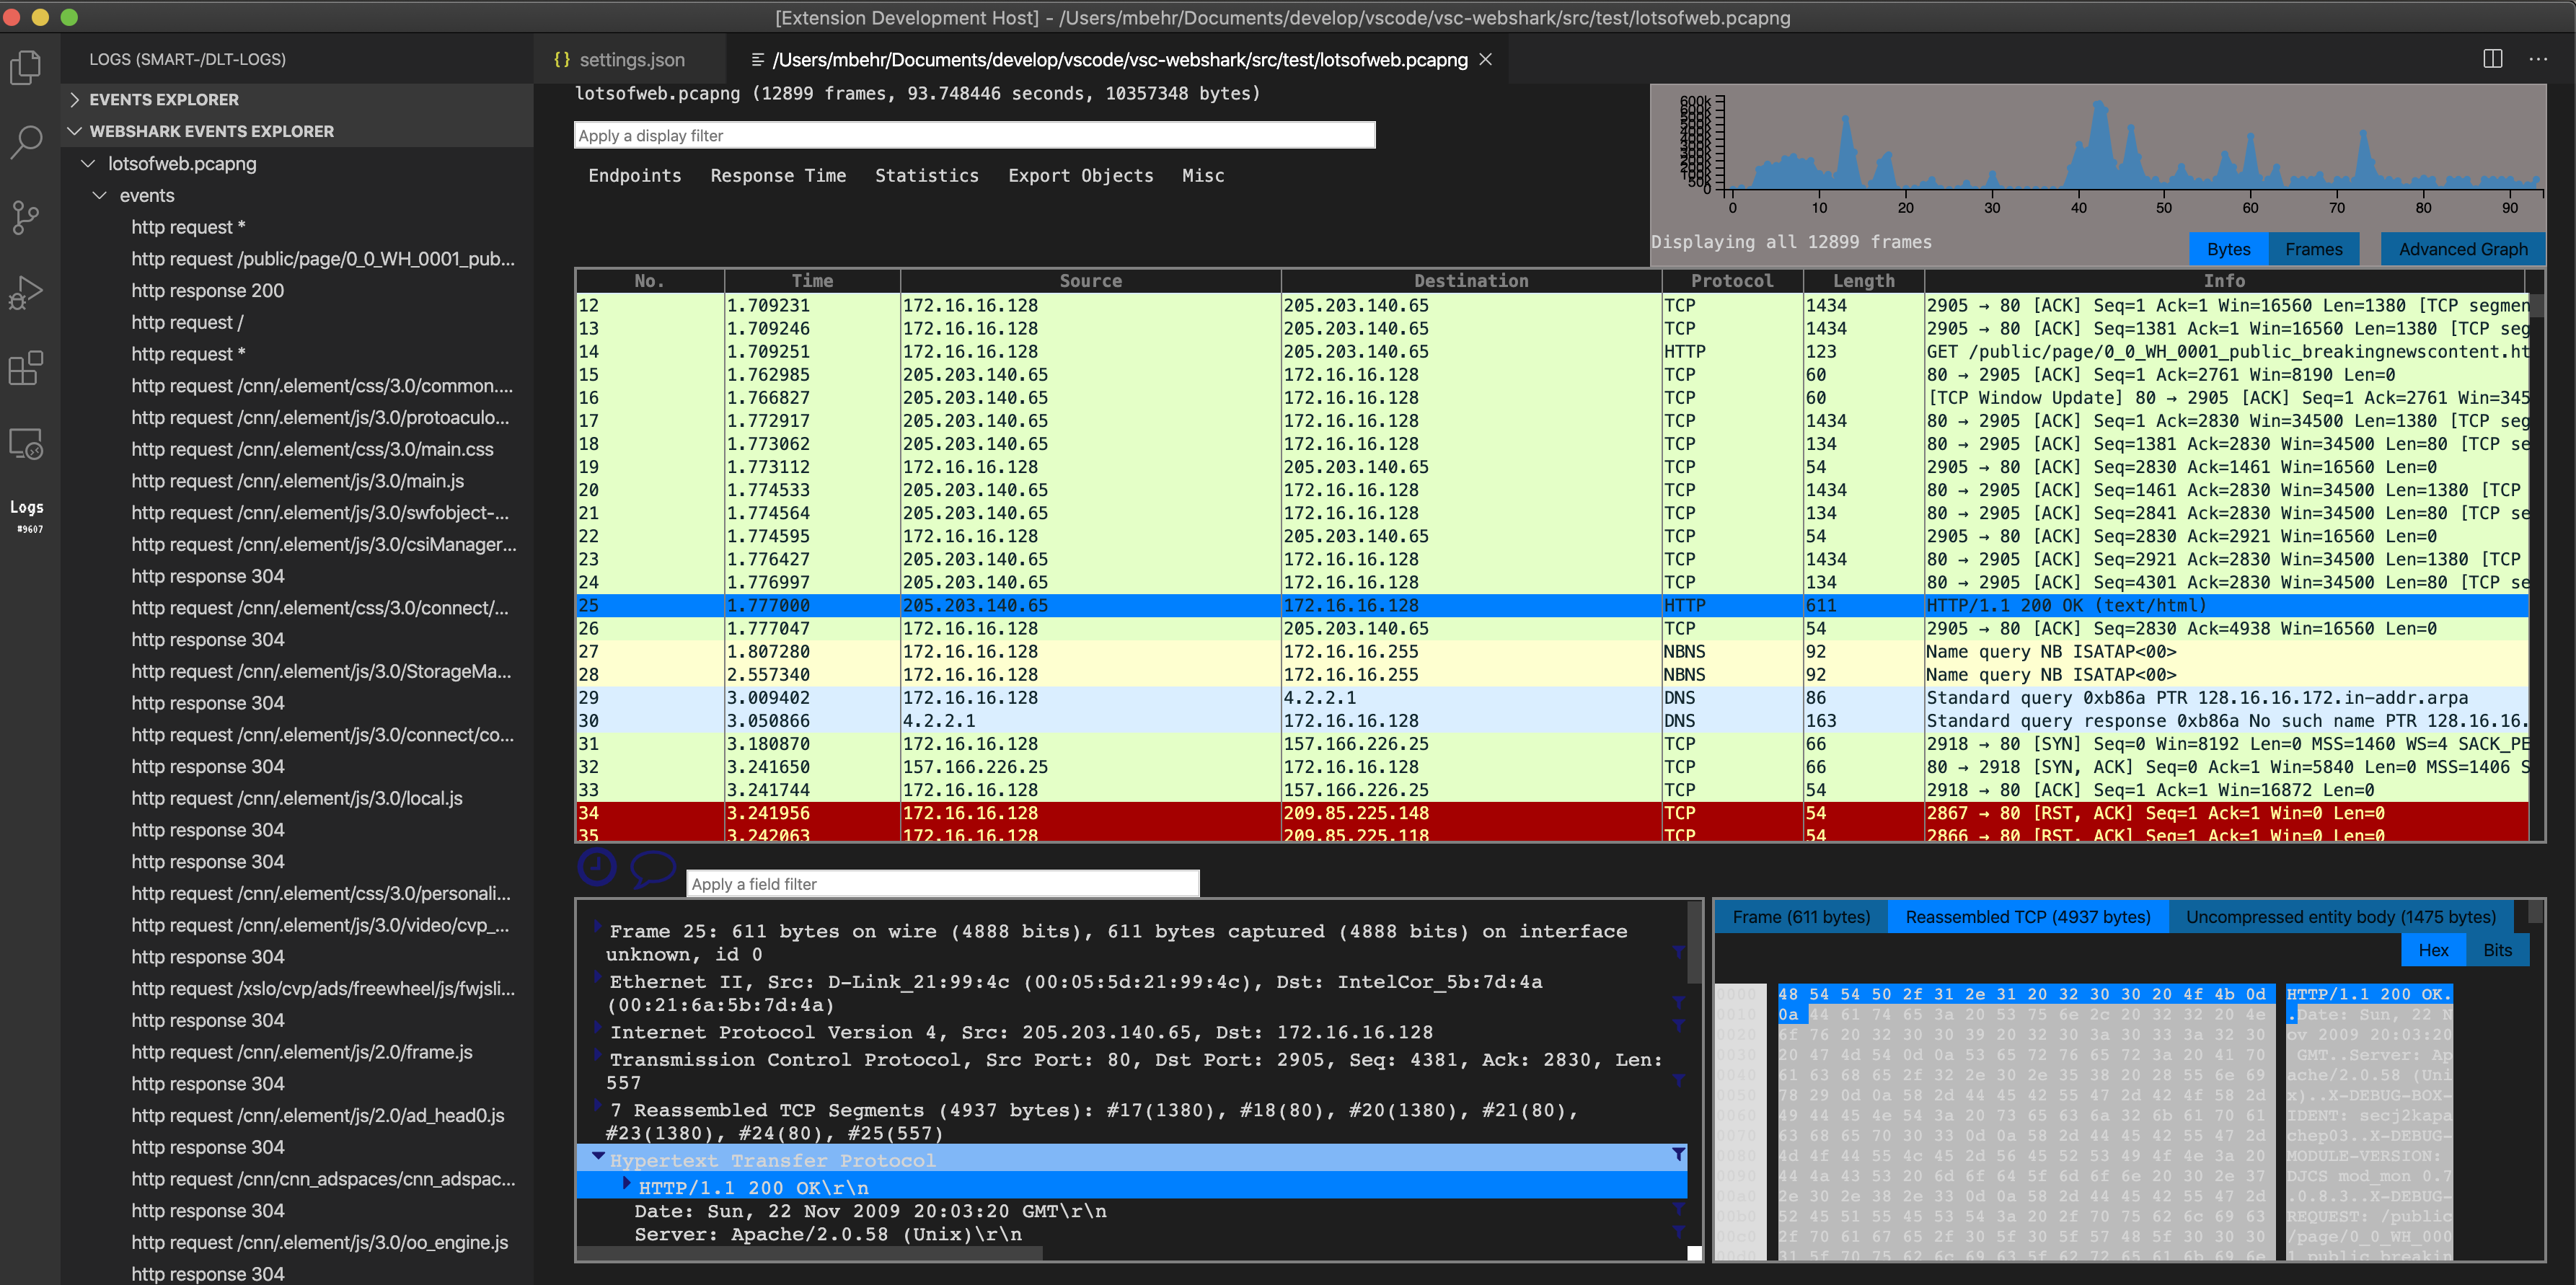 [Extension Development Host] - /Users/mbehr/Documents/develop/vscode/vsc-webshark/src/test/lotsofweb.pcapng
LOGS (SMART-/DLT-LOGS)
EVENTS EXPLORER
WEBSHARK EVENTS EXPLORER
lotsofweb.pcapng
events
http request *
http request /public/page/0_0_WH_0001_pub...
http response 200
http request /
http request *
http request /cnn/.element/css/3.0/common....
http request /cnn/.element/js/3.0/protoaculo...
http request /cnn/.element/css/3.0/main.css
http request /cnn/.element/js/3.0/main.js
http request /cnn/.element/js/3.0/swfobject-...
http request /cnn/.element/js/3.0/csiManager...
http response 304
http request /cnn/.element/css/3.0/connect/...
http response 304
http request /cnn/.element/js/3.0/StorageMa...
http response 304
http request /cnn/.element/js/3.0/connect/co...
http response 304
http request /cnn/.element/js/3.0/local.js
http response 304
http response 304
http request /cnn/.element/css/3.0/personali...
http request /cnn/.element/js/3.0/video/cvp_...
http response 304
http request /xslo/cvp/ads/freewheel/js/fwjsli...
http response 304
http request /cnn/.element/js/2.0/frame.js
http response 304
http request /cnn/.element/js/2.0/ad_head0.js
http response 304
http request /cnn/cnn_adspaces/cnn_adspac...
http response 304
http request /cnn/.element/js/3.0/oo_engine.js
http response 304
Logs
#9607
{} settings.json
/Users/mbehr/Documents/develop/vscode/vsc-webshark/src/test/lotsofweb.pcapng
lotsofweb.pcapng (12899 frames, 93.748446 seconds, 10357348 bytes)
Apply a display filter
Endpoints Response Time Statistics Export Objects Misc
600k
0 10 20 30 40 50 60 70 80 90
Displaying all 12899 frames
Bytes Frames Advanced Graph
No. Time Source Destination Protocol Length Info
12 1.709231 172.16.16.128 205.203.140.65 TCP 1434 2905 → 80 [ACK] Seq=1 Ack=1 Win=16560 Len=1380 [TCP segmen
13 1.709246 172.16.16.128 205.203.140.65 TCP 1434 2905 → 80 [ACK] Seq=1381 Ack=1 Win=16560 Len=1380 [TCP seg
14 1.709251 172.16.16.128 205.203.140.65 HTTP 123 GET /public/page/0_0_WH_0001_public_breakingnewscontent.ht
15 1.762985 205.203.140.65 172.16.16.128 TCP 60 80 → 2905 [ACK] Seq=1 Ack=2761 Win=8190 Len=0
16 1.766827 205.203.140.65 172.16.16.128 TCP 60 [TCP Window Update] 80 → 2905 [ACK] Seq=1 Ack=2761 Win=345
17 1.772917 205.203.140.65 172.16.16.128 TCP 1434 80 → 2905 [ACK] Seq=1 Ack=2830 Win=34500 Len=1380 [TCP seg
18 1.773062 205.203.140.65 172.16.16.128 TCP 134 80 → 2905 [ACK] Seq=1381 Ack=2830 Win=34500 Len=80 [TCP se
19 1.773112 172.16.16.128 205.203.140.65 TCP 54 2905 → 80 [ACK] Seq=2830 Ack=1461 Win=16560 Len=0
20 1.774533 205.203.140.65 172.16.16.128 TCP 1434 80 → 2905 [ACK] Seq=1461 Ack=2830 Win=34500 Len=1380 [TCP
21 1.774564 205.203.140.65 172.16.16.128 TCP 134 80 → 2905 [ACK] Seq=2841 Ack=2830 Win=34500 Len=80 [TCP se
22 1.774595 172.16.16.128 205.203.140.65 TCP 54 2905 → 80 [ACK] Seq=2830 Ack=2921 Win=16560 Len=0
23 1.776427 205.203.140.65 172.16.16.128 TCP 1434 80 → 2905 [ACK] Seq=2921 Ack=2830 Win=34500 Len=1380 [TCP
24 1.776997 205.203.140.65 172.16.16.128 TCP 134 80 → 2905 [ACK] Seq=4301 Ack=2830 Win=34500 Len=80 [TCP se
25 1.777000 205.203.140.65 172.16.16.128 HTTP 611 HTTP/1.1 200 OK (text/html)
26 1.777047 172.16.16.128 205.203.140.65 TCP 54 2905 → 80 [ACK] Seq=2830 Ack=4938 Win=16560 Len=0
27 1.807280 172.16.16.128 172.16.16.255 NBNS 92 Name query NB ISATAP<00>
28 2.557340 172.16.16.128 172.16.16.255 NBNS 92 Name query NB ISATAP<00>
29 3.009402 172.16.16.128 4.2.2.1 DNS 86 Standard query 0xb86a PTR 128.16.16.172.in-addr.arpa
30 3.050866 4.2.2.1 172.16.16.128 DNS 163 Standard query response 0xb86a No such name PTR 128.16.16.
31 3.180870 172.16.16.128 157.166.226.25 TCP 66 2918 → 80 [SYN] Seq=0 Win=8192 Len=0 MSS=1460 WS=4 SACK_PE
32 3.241650 157.166.226.25 172.16.16.128 TCP 66 80 → 2918 [SYN, ACK] Seq=0 Ack=1 Win=5840 Len=0 MSS=1406 S
33 3.241744 172.16.16.128 157.166.226.25 TCP 54 2918 → 80 [ACK] Seq=1 Ack=1 Win=16872 Len=0
34 3.241956 172.16.16.128 209.85.225.148 TCP 54 2867 → 80 [RST, ACK] Seq=1 Ack=1 Win=0 Len=0
35 3.242063 172.16.16.128 209.85.225.118 TCP 54 2866 → 80 [RST, ACK] Seq=1 Ack=1 Win=0 Len=0
Apply a field filter
Frame 25: 611 bytes on wire (4888 bits), 611 bytes captured (4888 bits) on interface
unknown, id 0
Ethernet II, Src: D-Link_21:99:4c (00:05:5d:21:99:4c), Dst: IntelCor_5b:7d:4a
(00:21:6a:5b:7d:4a)
Internet Protocol Version 4, Src: 205.203.140.65, Dst: 172.16.16.128
Transmission Control Protocol, Src Port: 80, Dst Port: 2905, Seq: 4381, Ack: 2830, Len:
557
7 Reassembled TCP Segments (4937 bytes): #17(1380), #18(80), #20(1380), #21(80),
#23(1380), #24(80), #25(557)
Hypertext Transfer Protocol
HTTP/1.1 200 OK\r\n
Date: Sun, 22 Nov 2009 20:03:20 GMT\r\n
Server: Apache/2.0.58 (Unix)\r\n
Frame (611 bytes) Reassembled TCP (4937 bytes) Uncompressed entity body (1475 bytes)
Hex Bits
0000 48 54 54 50 2f 31 2e 31 20 32 30 30 20 4f 4b 0d HTTP/1.1 200 OK.
0010 0a 44 61 74 65 3a 20 53 75 6e 2c 20 32 32 20 4e .Date: Sun, 22 N
0020 6f 76 20 32 30 30 39 20 32 30 3a 30 33 3a 32 30 ov 2009 20:03:20
0030 20 47 4d 54 0d 0a 53 65 72 76 65 72 3a 20 41 70 GMT..Server: Ap
0040 61 63 68 65 2f 32 2e 30 2e 35 38 20 28 55 6e 69 ache/2.0.58 (Uni
0050 78 29 0d 0a 58 2d 44 45 42 55 47 2d 42 4f 58 2d x)..X-DEBUG-BOX-
0060 49 44 45 4e 54 3a 20 73 65 63 6a 32 6b 61 70 61 IDENT: secj2kapa
0070 63 68 65 70 30 33 0d 0a 58 2d 44 45 42 55 47 2d chep03..X-DEBUG-
0080 4d 4f 44 55 4c 45 2d 56 45 52 53 49 4f 4e 3a 20 MODULE-VERSION:
0090 44 4a 43 53 20 6d 6f 64 5f 6d 6f 6e 20 30 2e 37 DJCS mod_mon 0.7
00a0 2e 30 2e 38 2e 33 0d 0a 58 2d 44 45 42 55 47 2d .0.8.3..X-DEBUG-
00b0 52 45 51 55 45 53 54 3a 20 2f 70 75 62 6c 69 63 REQUEST: /public
00c0 2f 70 61 67 65 2f 30 5f 30 5f 57 48 5f 30 30 30 /page/0_0_WH_000
00d0 31 5f 70 75 62 6c 69 63 5f 62 72 65 61 6b 69 6e 1_public_breakin